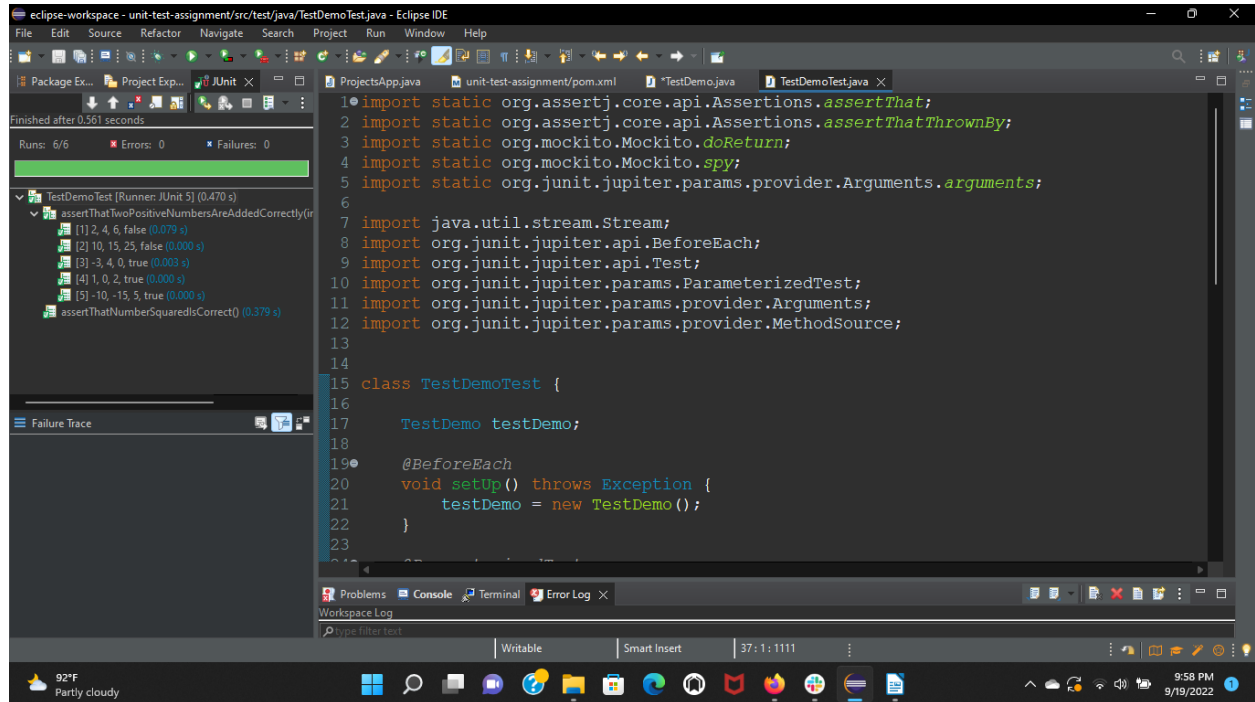 eclipse-workspace - unit-test-assignment/src/test/java/TestDemoTest.java - Eclipse IDE
File Edit Source Refactor Navigate Search Project Run Window Help
Package Ex... Project Exp... JUnit
ProjectsApp.java unit-test-assignment/pom.xml *TestDemo.java TestDemoTest.java
Finished after 0.561 seconds
Runs: 6/6 Errors: 0 Failures: 0
TestDemoTest [Runner: JUnit 5] (0.470 s)
assertThatTwoPositiveNumbersAreAddedCorrectly(ir
[1] 2, 4, 6, false (0.079 s)
[2] 10, 15, 25, false (0.000 s)
[3] -3, 4, 0, true (0.003 s)
[4] 1, 0, 2, true (0.000 s)
[5] -10, -15, 5, true (0.000 s)
assertThatNumberSquaredIsCorrect() (0.379 s)
Failure Trace
1 import static org.assertj.core.api.Assertions.assertThat;
2 import static org.assertj.core.api.Assertions.assertThatThrownBy;
3 import static org.mockito.Mockito.doReturn;
4 import static org.mockito.Mockito.spy;
5 import static org.junit.jupiter.params.provider.Arguments.arguments;
6
7 import java.util.stream.Stream;
8 import org.junit.jupiter.api.BeforeEach;
9 import org.junit.jupiter.api.Test;
10 import org.junit.jupiter.params.ParameterizedTest;
11 import org.junit.jupiter.params.provider.Arguments;
12 import org.junit.jupiter.params.provider.MethodSource;
13
14
15 class TestDemoTest {
16
17 TestDemo testDemo;
18
19 @BeforeEach
20 void setUp() throws Exception {
21 testDemo = new TestDemo();
22 }
23
Problems Console Terminal Error Log
Workspace Log
type filter text
Writable Smart Insert 37 : 1 : 1111
92°F
Partly cloudy
9:58 PM
9/19/2022
1